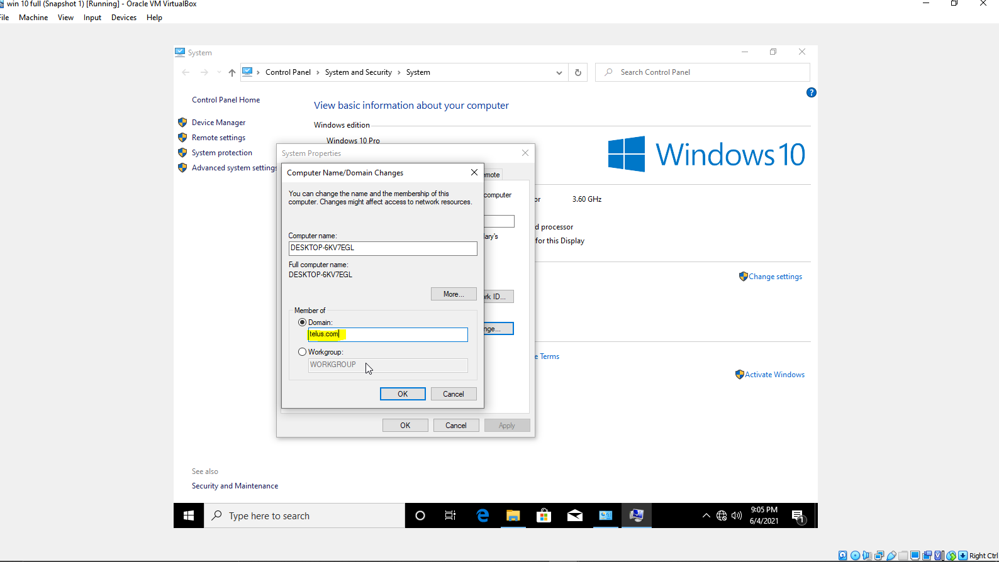 win 10 full (Snapshot 1) [Running] - Oracle VM VirtualBox
File Machine View Input Devices Help
System
Control Panel › System and Security › System
Search Control Panel
Control Panel Home
Device Manager
Remote settings
System protection
Advanced system settings
View basic information about your computer
Windows edition
Windows 10 Pro
Windows 10
System Properties
Computer Name/Domain Changes
emote
You can change the name and the membership of this
computer. Changes might affect access to network resources.
computer
or 3.60 GHz
d processor
for this Display
Computer name:
DESKTOP-6KV7EGL
Full computer name:
DESKTOP-6KV7EGL
ary's
More...
rk ID...
Change settings
Member of
Domain:
telus.com
nge...
Workgroup:
WORKGROUP
e Terms
Activate Windows
OK Cancel
OK Cancel Apply
See also
Security and Maintenance
Type here to search
9:05 PM
6/4/2021
1
Right Ctrl